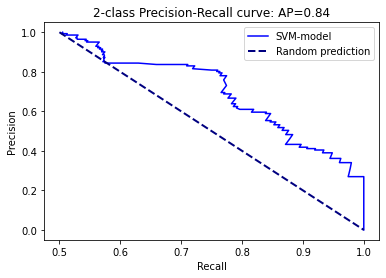 2-class Precision-Recall curve: AP=0.84
SVM-model
Random prediction
Precision
1.0
0.8
0.6
0.4
0.2
0.0
0.5 0.6 0.7 0.8 0.9 1.0
Recall